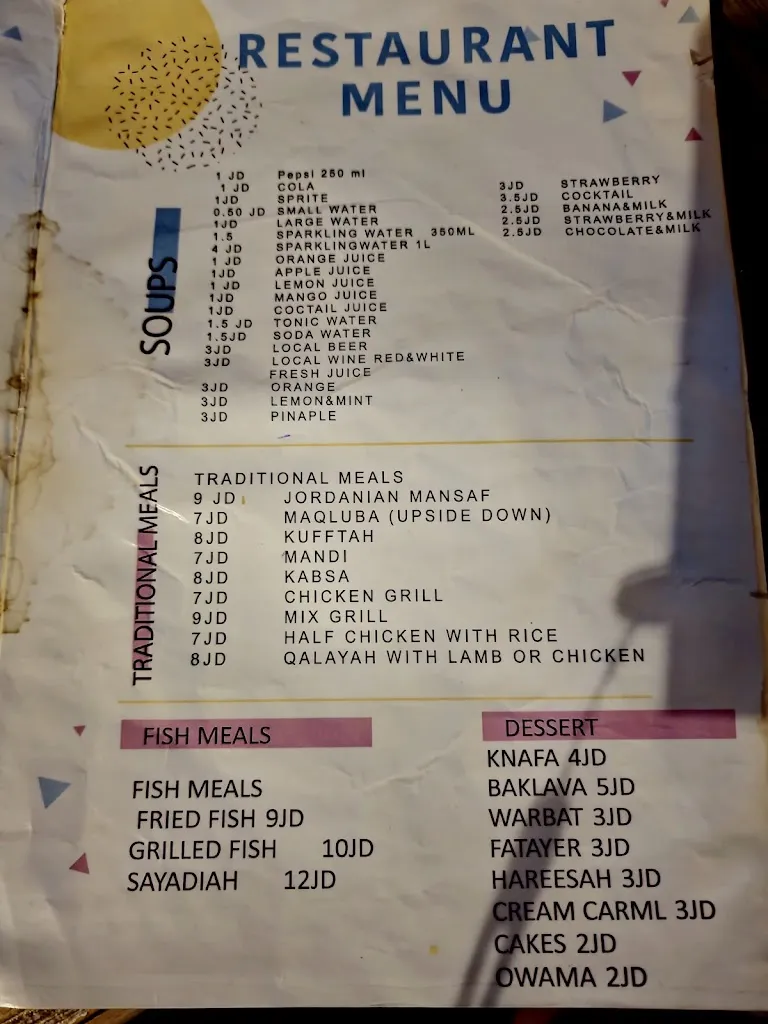 RESTAURANT
MENU
SOUPS
1 JD Pepsi 250 ml
1 JD COLA
1JD SPRITE
0.50 JD SMALL WATER
1JD LARGE WATER
1.5 SPARKLING WATER 350ML
4 JD SPARKLINGWATER 1L
1 JD ORANGE JUICE
1JD APPLE JUICE
1 JD LEMON JUICE
1JD MANGO JUICE
1JD COCTAIL JUICE
1.5 JD TONIC WATER
1.5JD SODA WATER
3JD LOCAL BEER
3JD LOCAL WINE RED&WHITE
FRESH JUICE
3JD ORANGE
3JD LEMON&MINT
3JD PINAPLE
3JD STRAWBERRY
3.5JD COCKTAIL
2.5JD BANANA&MILK
2.5JD STRAWBERRY&MILK
2.5JD CHOCOLATE&MILK
TRADITIONAL MEALS
TRADITIONAL MEALS
9 JD JORDANIAN MANSAF
7JD MAQLUBA (UPSIDE DOWN)
8JD KUFFTAH
7JD MANDI
8JD KABSA
7JD CHICKEN GRILL
9JD MIX GRILL
7JD HALF CHICKEN WITH RICE
8JD QALAYAH WITH LAMB OR CHICKEN
FISH MEALS
FISH MEALS
FRIED FISH 9JD
GRILLED FISH 10JD
SAYADIAH 12JD
DESSERT
KNAFA 4JD
BAKLAVA 5JD
WARBAT 3JD
FATAYER 3JD
HAREESAH 3JD
CREAM CARML 3JD
CAKES 2JD
OWAMA 2JD